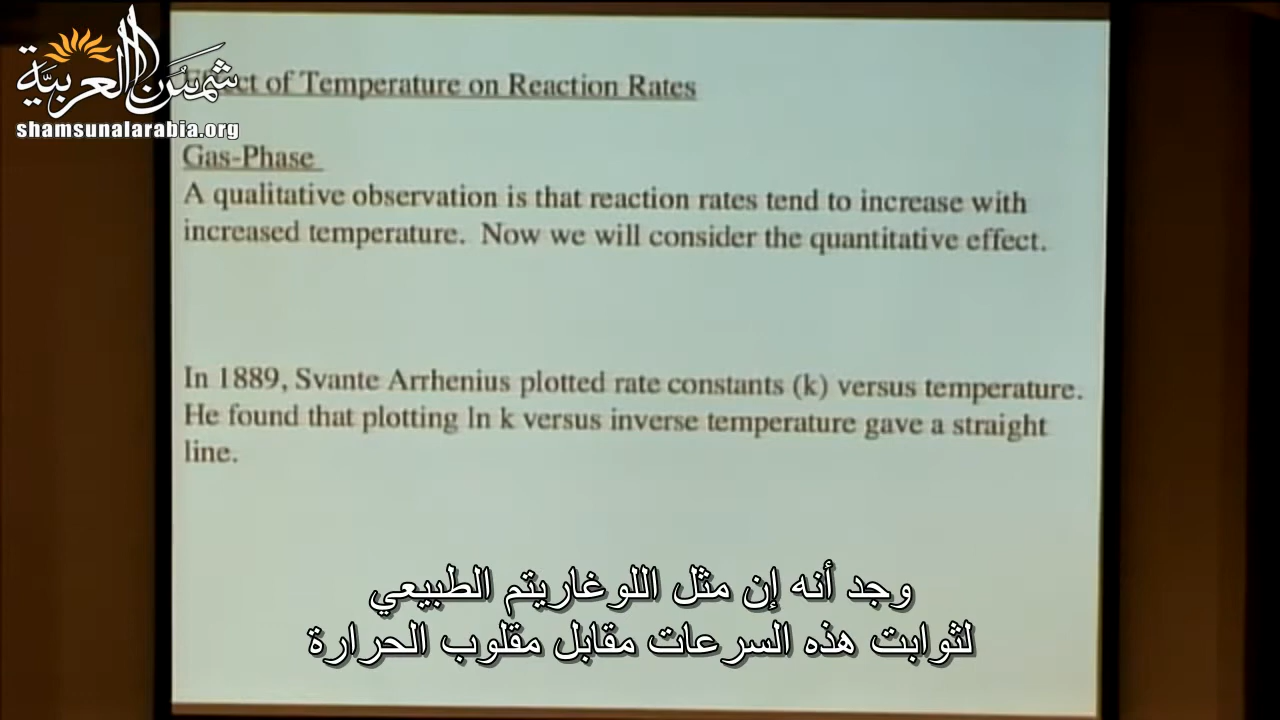 شمس العربية
shamsunalarabia.org
Effect of Temperature on Reaction Rates
Gas-Phase
A qualitative observation is that reaction rates tend to increase with
increased temperature. Now we will consider the quantitative effect.
In 1889, Svante Arrhenius plotted rate constants (k) versus temperature.
He found that plotting ln k versus inverse temperature gave a straight
line.
وجد أنه إن مثل اللوغاريتم الطبيعي
لثوابت هذه السرعات مقابل مقلوب الحرارة